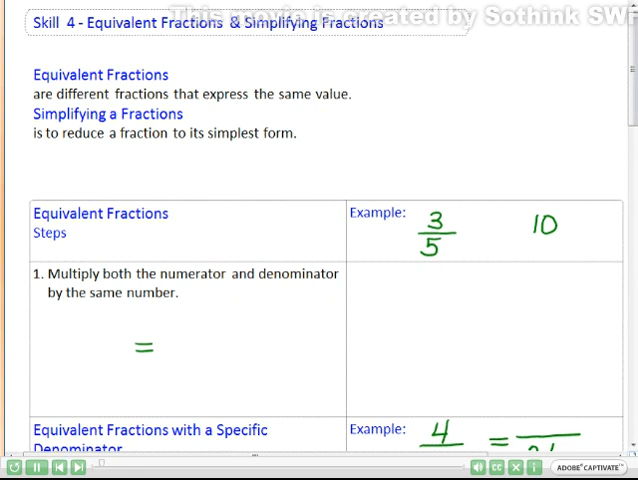 This movie is created by Sothink SWF
Skill 4 - Equivalent Fractions & Simplifying Fractions
Equivalent Fractions
are different fractions that express the same value.
Simplifying a Fractions
is to reduce a fraction to its simplest form.
Equivalent Fractions
Steps
Example:
3
5
10
1. Multiply both the numerator and denominator
by the same number.
=
Equivalent Fractions with a Specific
Denominator
Example:
4
=
CC
i
ADOBE CAPTIVATE™